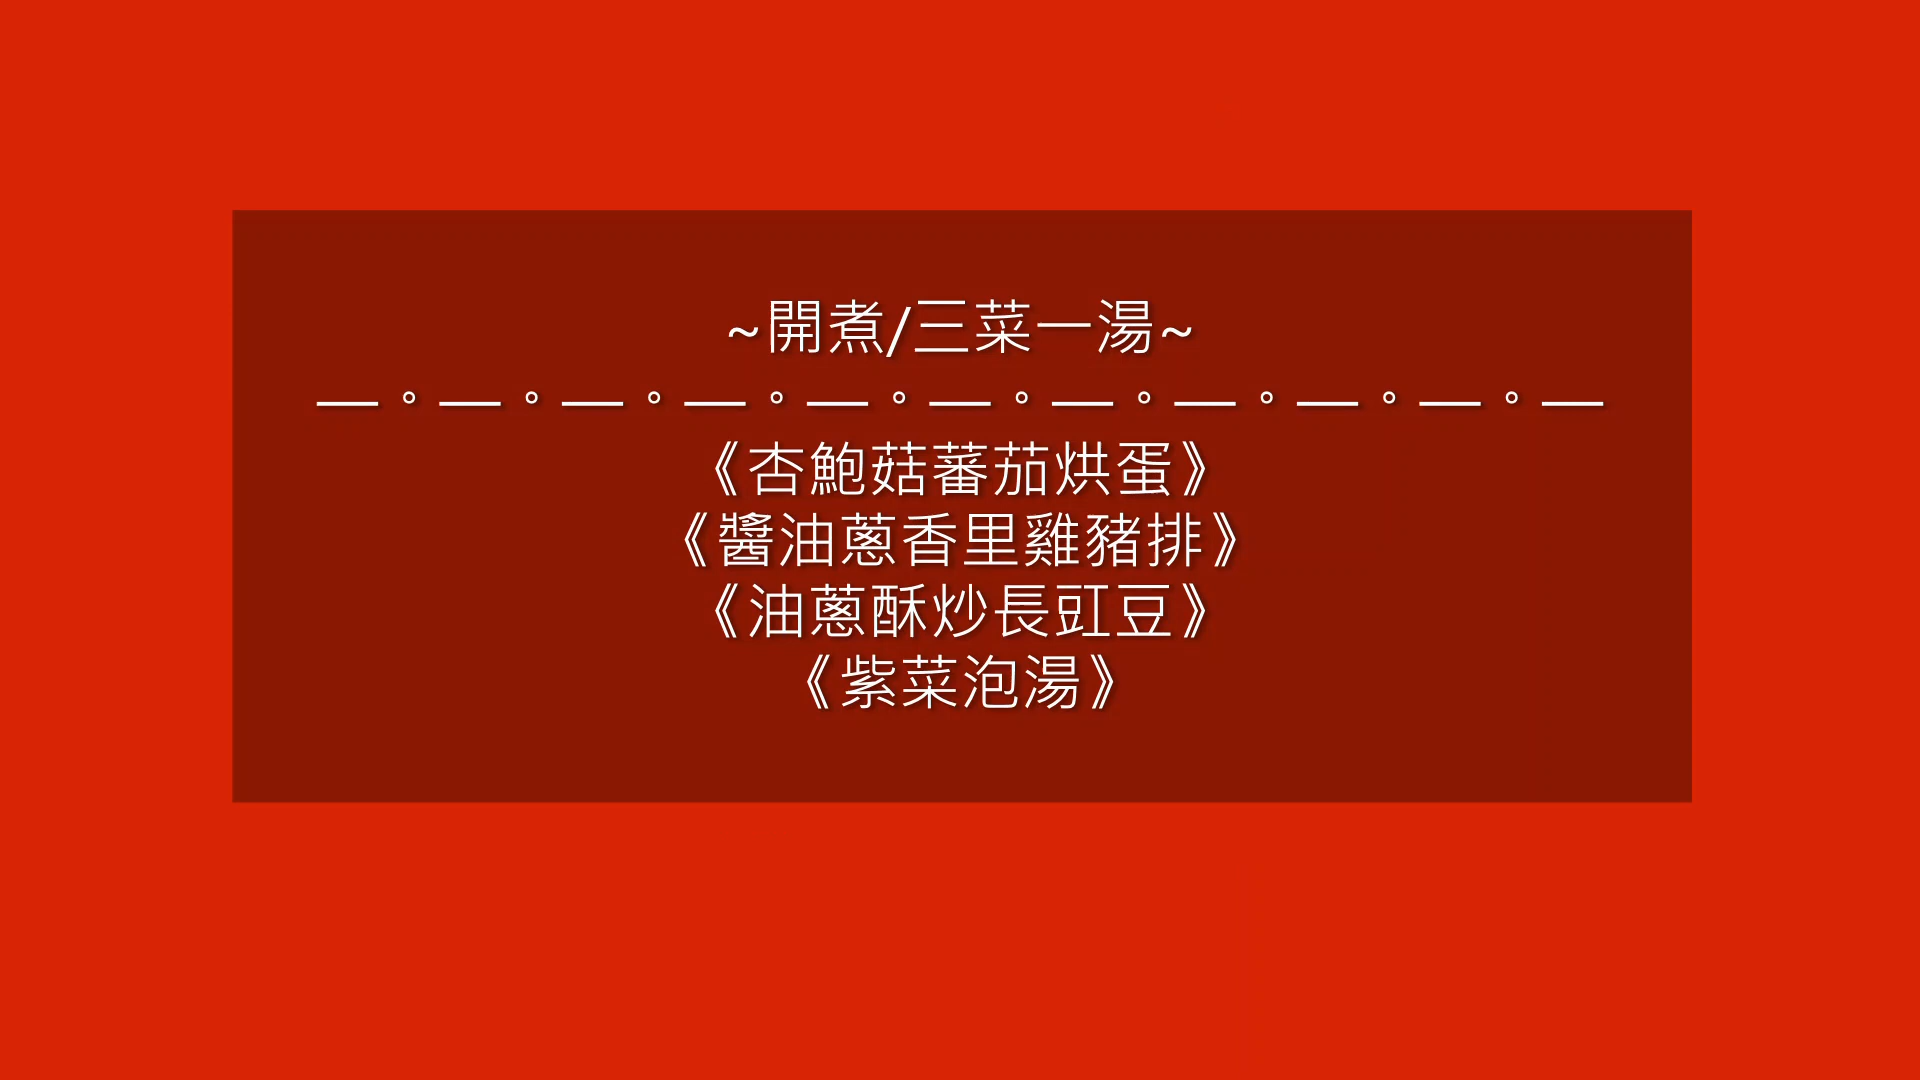 ~開煮/三菜一湯~
—。—。—。—。—。—。—。—。—。—。—
《杏鮑菇蕃茄烘蛋》
《醬油蔥香里雞豬排》
《油蔥酥炒長豇豆》
《紫菜泡湯》